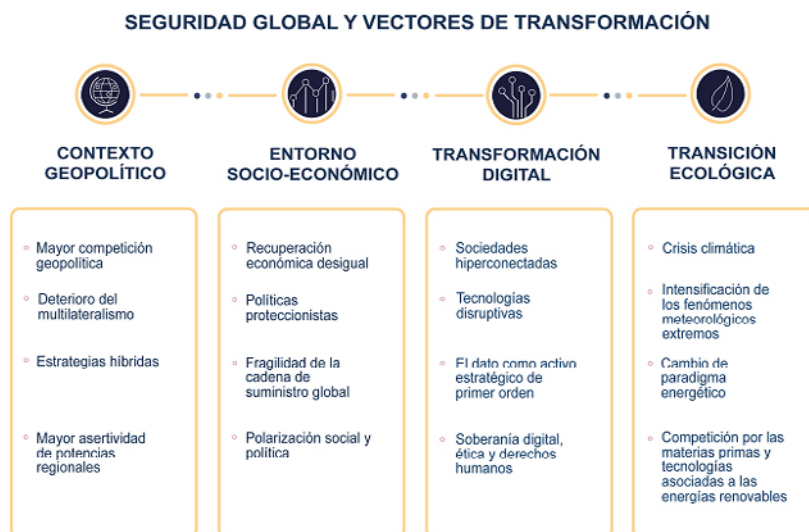 SEGURIDAD GLOBAL Y VECTORES DE TRANSFORMACIÓN
CONTEXTO
GEOPOLÍTICO
Mayor competición
geopolítica
Deterioro del
multilateralismo
Estrategias híbridas
Mayor asertividad
de potencias
regionales
ENTORNO
SOCIO-ECONÓMICO
Recuperación
económica desigual
Políticas
proteccionistas
Fragilidad de la
cadena de
suministro global
Polarización social y
política
TRANSFORMACIÓN
DIGITAL
Sociedades
hiperconectadas
Tecnologías
disruptivas
El dato como activo
estratégico de
primer orden
Soberanía digital,
ética y derechos
humanos
TRANSICIÓN
ECOLÓGICA
Crisis climática
Intensificación de
los fenómenos
meteorológicos
extremos
Cambio de
paradigma
energético
Competición por las
materias primas y
tecnologías
asociadas a las
energías renovables